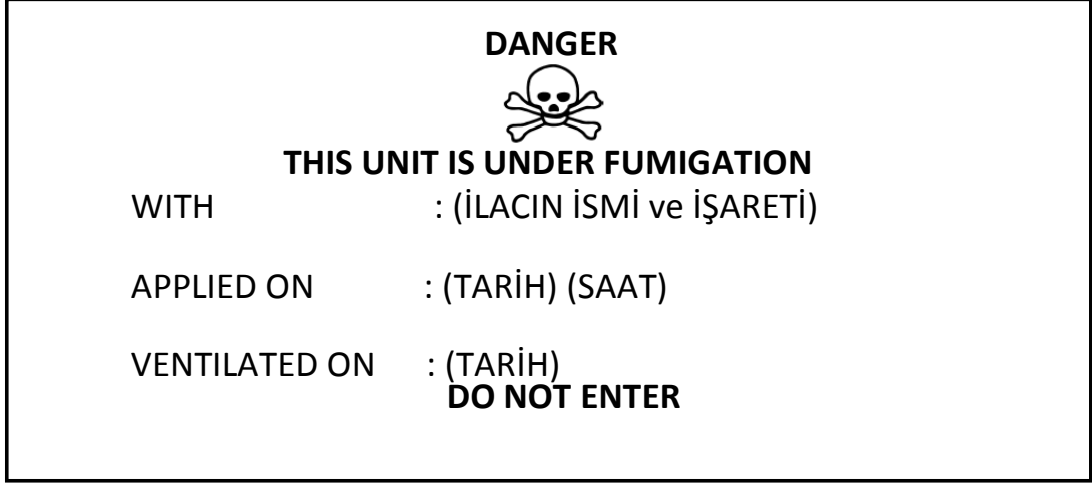 DANGER
THIS UNIT IS UNDER FUMIGATION
WITH : (İLACIN İSMİ ve İŞARETİ)
APPLIED ON : (TARİH) (SAAT)
VENTILATED ON : (TARİH)
DO NOT ENTER